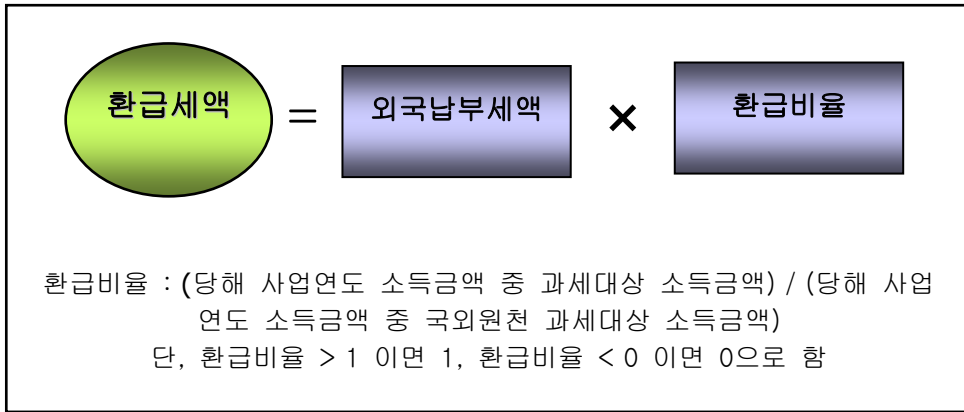 환급세액 = 외국납부세액 × 환급비율
환급비율 : (당해 사업연도 소득금액 중 과세대상 소득금액) / (당해 사업
연도 소득금액 중 국외원천 과세대상 소득금액)
단, 환급비율 > 1 이면 1, 환급비율 < 0 이면 0으로 함